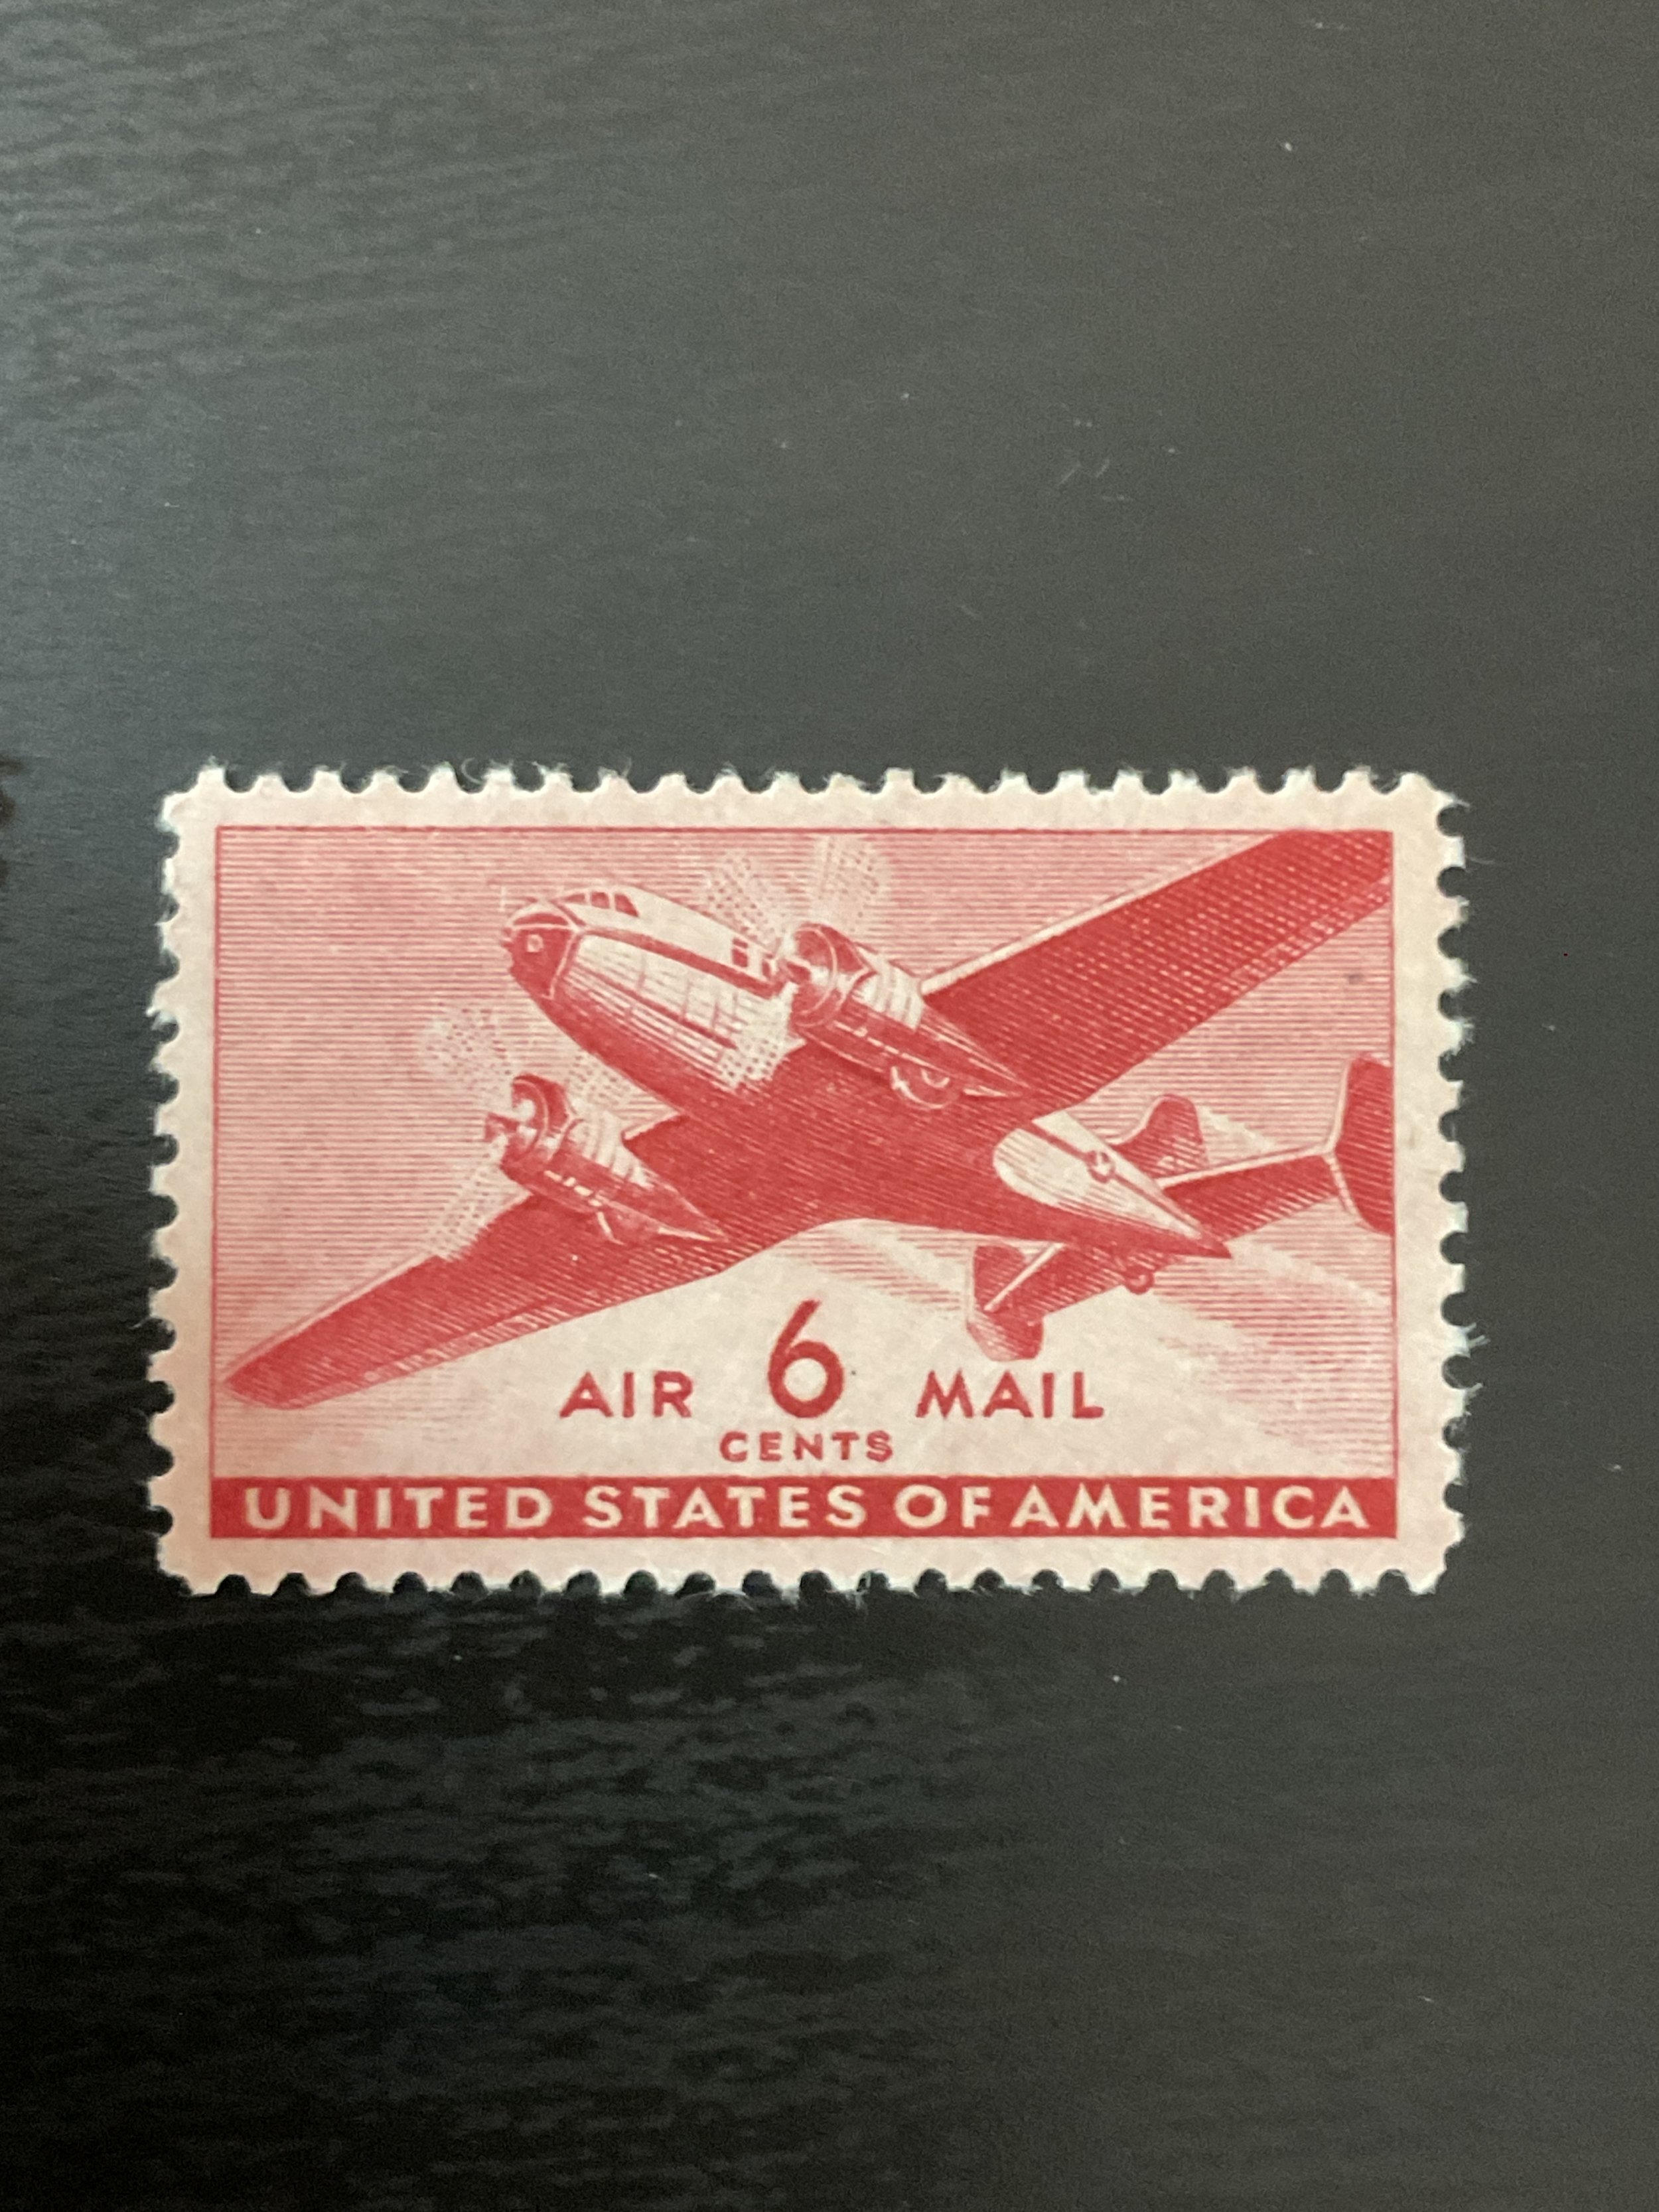 AIR 6 MAIL
CENTS
UNITED STATES OF AMERICA